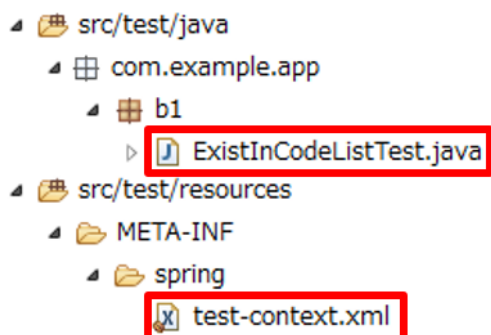 src/test/java
com.example.app
b1
ExistInCodeListTest.java
src/test/resources
META-INF
spring
test-context.xml